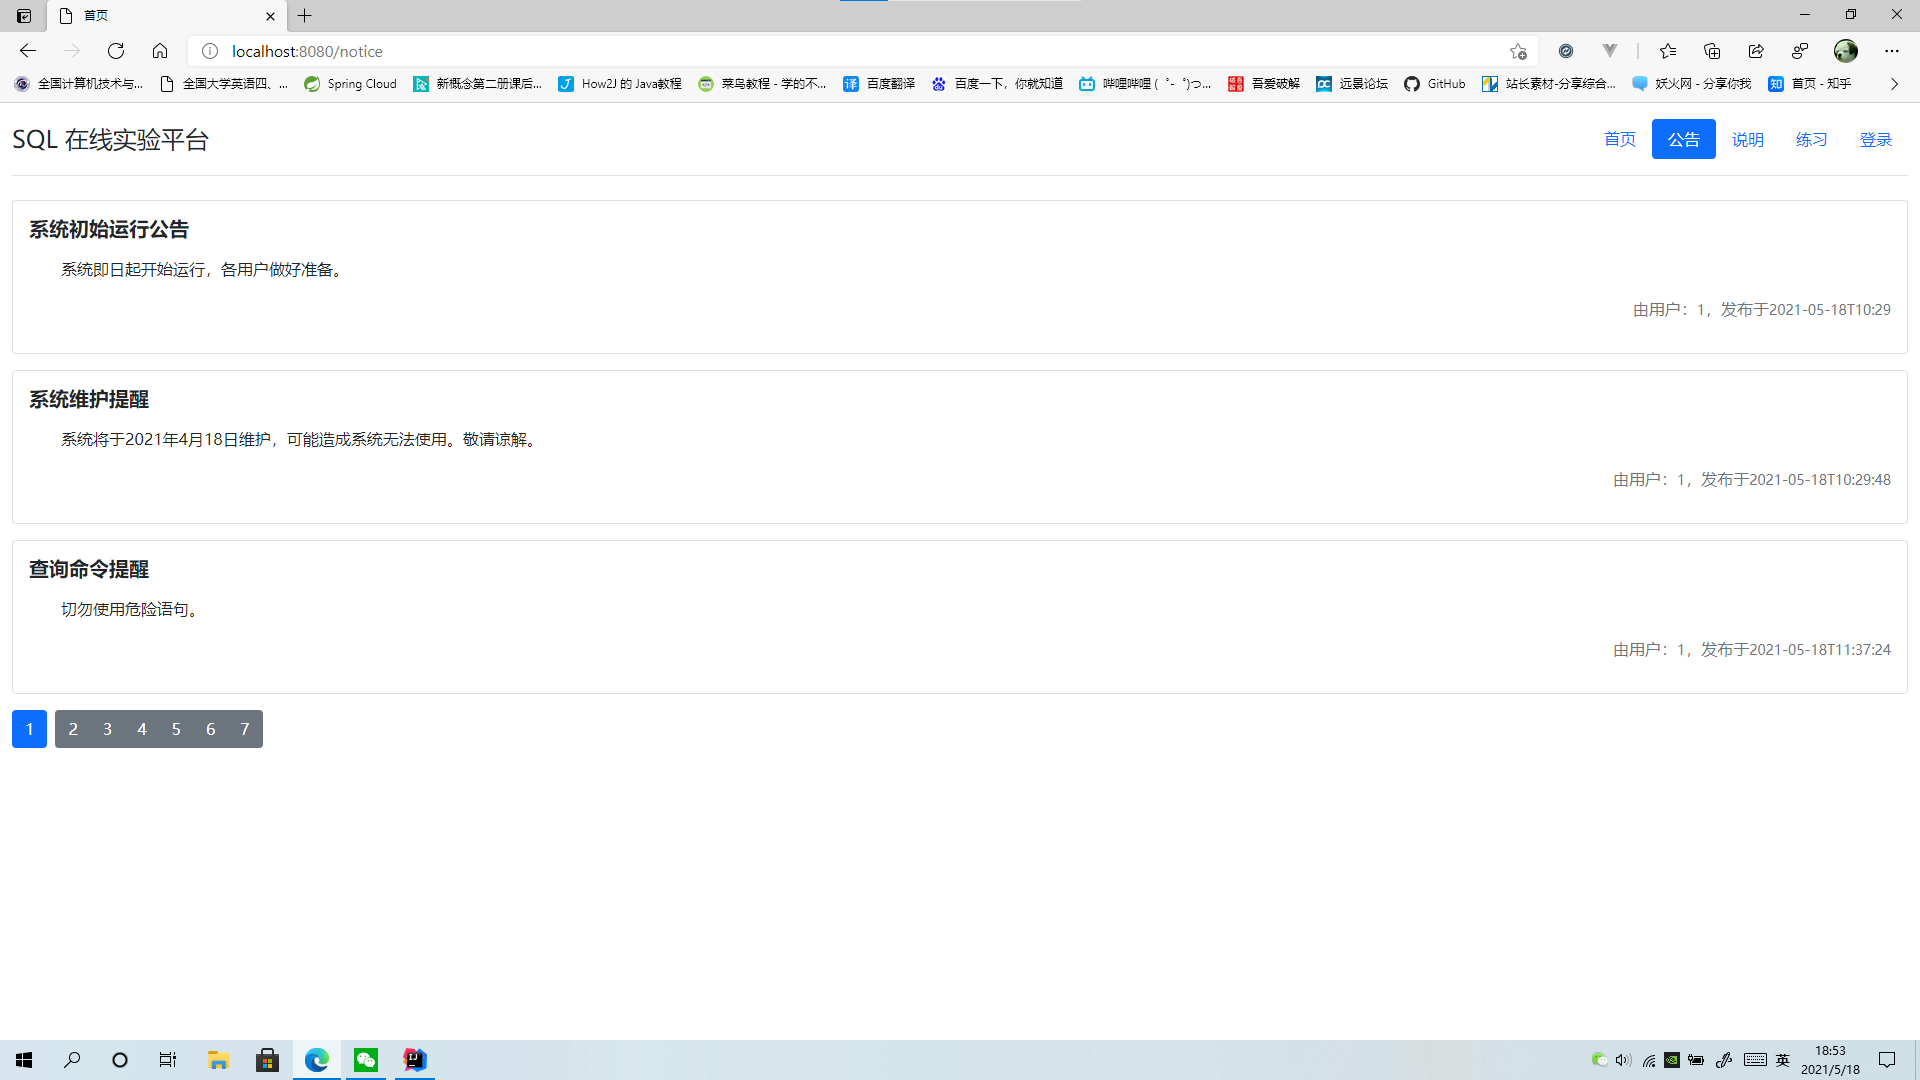 首页
localhost:8080/notice
全国计算机技术与...
全国大学英语四、...
Spring Cloud
新概念第二册课后...
How2J 的 Java教程
菜鸟教程 - 学的不...
百度翻译
百度一下，你就知道
哔哩哔哩 ( ゜- ゜)つ...
吾爱破解
远景论坛
GitHub
站长素材-分享综合...
妖火网 - 分享你我
首页 - 知乎
SQL 在线实验平台
首页
公告
说明
练习
登录
系统初始运行公告
系统即日起开始运行，各用户做好准备。
由用户：1，发布于2021-05-18T10:29
系统维护提醒
系统将于2021年4月18日维护，可能造成系统无法使用。敬请谅解。
由用户：1，发布于2021-05-18T10:29:48
查询命令提醒
切勿使用危险语句。
由用户：1，发布于2021-05-18T11:37:24
1 2 3 4 5 6 7
英
18:53
2021/5/18